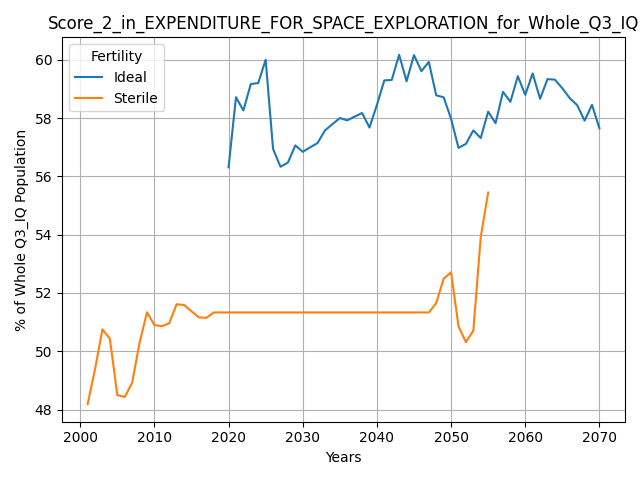 Score_2_in_EXPENDITURE_FOR_SPACE_EXPLORATION_for_Whole_Q3_IQ
Fertility
Ideal
Sterile
% of Whole Q3_IQ Population
60
58
56
54
52
50
48
2000
2010
2020
2030
2040
2050
2060
2070
Years